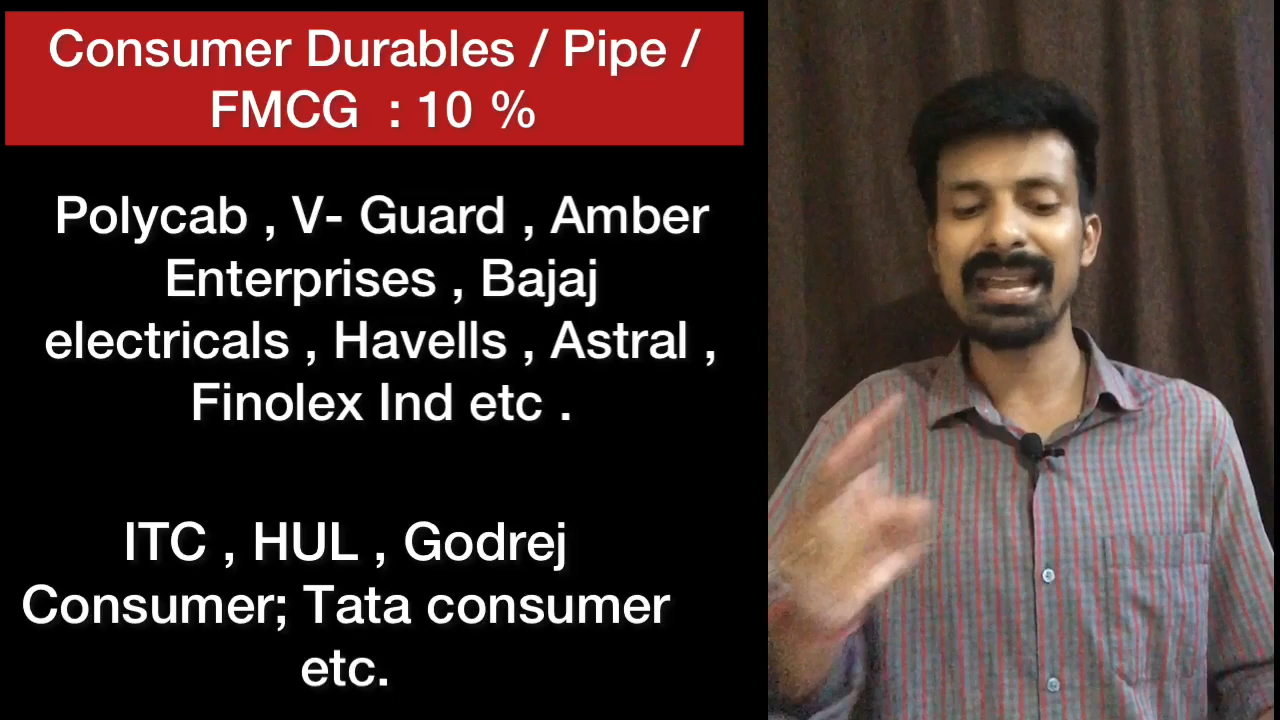 Consumer Durables / Pipe /
FMCG : 10 %
Polycab , V- Guard , Amber
Enterprises , Bajaj
electricals , Havells , Astral ,
Finolex Ind etc .
ITC , HUL , Godrej
Consumer; Tata consumer
etc.